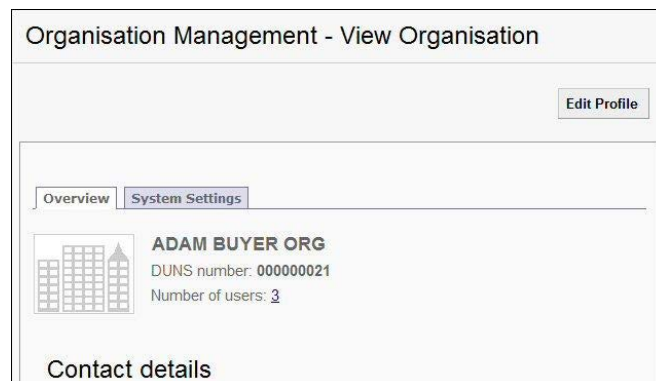 Organisation Management - View Organisation
Edit Profile
Overview System Settings
ADAM BUYER ORG
DUNS number: 000000021
Number of users: 3
Contact details